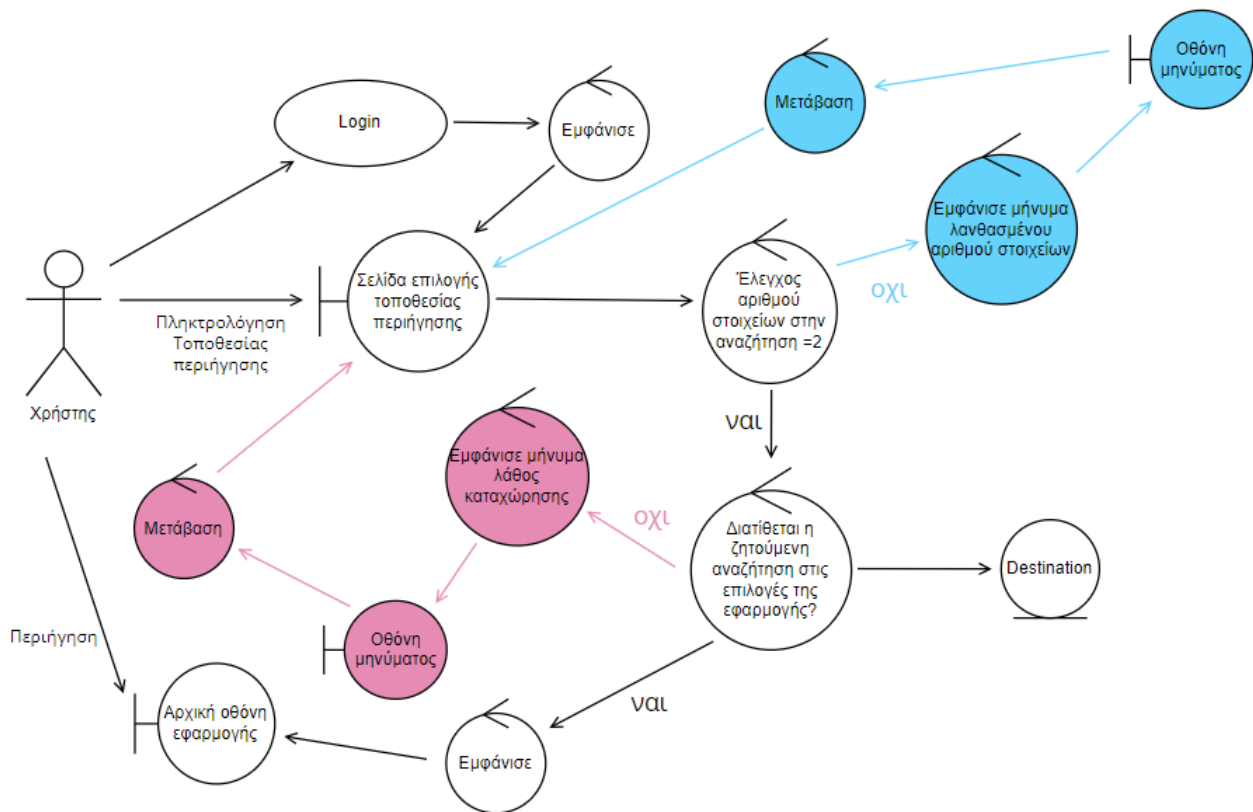 Οθόνη
μηνύματος
Μετάβαση
Login
Εμφάνισε
Εμφάνισε μήνυμα
λανθασμένου
αριθμού στοιχείων
Σελίδα επιλογής
τοποθεσίας
περιήγησης
Έλεγχος
αριθμού
στοιχείων στην
αναζήτηση =2
οχι
Πληκτρολόγηση
Τοποθεσίας
περιήγησης
Χρήστης
ναι
Εμφάνισε μήνυμα
λάθος
καταχώρησης
οχι
Μετάβαση
Διατίθεται η
ζητούμενη
αναζήτηση στις
επιλογές της
εφαρμογής?
Destination
Περιήγηση
Οθόνη
μηνύματος
ναι
Αρχική οθόνη
εφαρμογής
Εμφάνισε